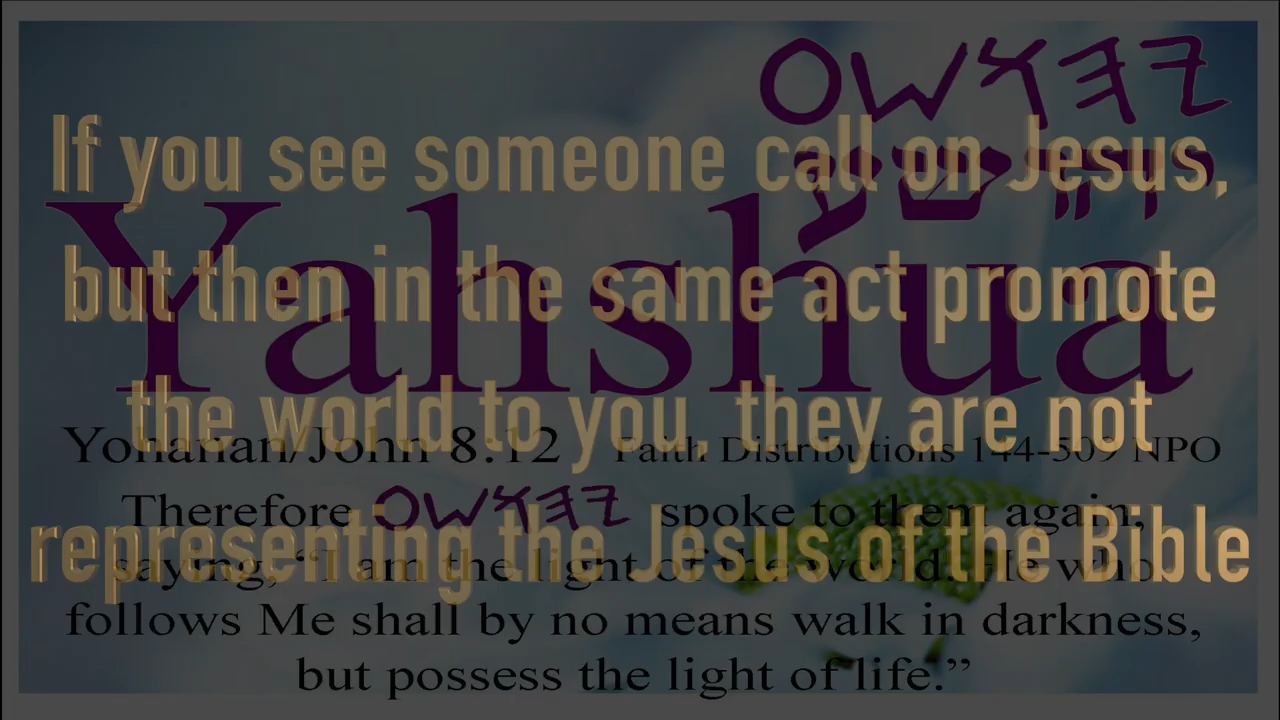 If you see someone call on Jesus,
but then in the same act promote
the world to you, they are not
representing the Jesus of the Bible
𐤉𐤄𐤅𐤔𐤏
יהושע
Yahshua
Yohanan/John 8:12 Faith Distributions 144-509 NPO
Therefore 𐤉𐤄𐤅𐤔𐤏 spoke to them again,
saying, “I am the light of the world. He who
follows Me shall by no means walk in darkness,
but possess the light of life.”